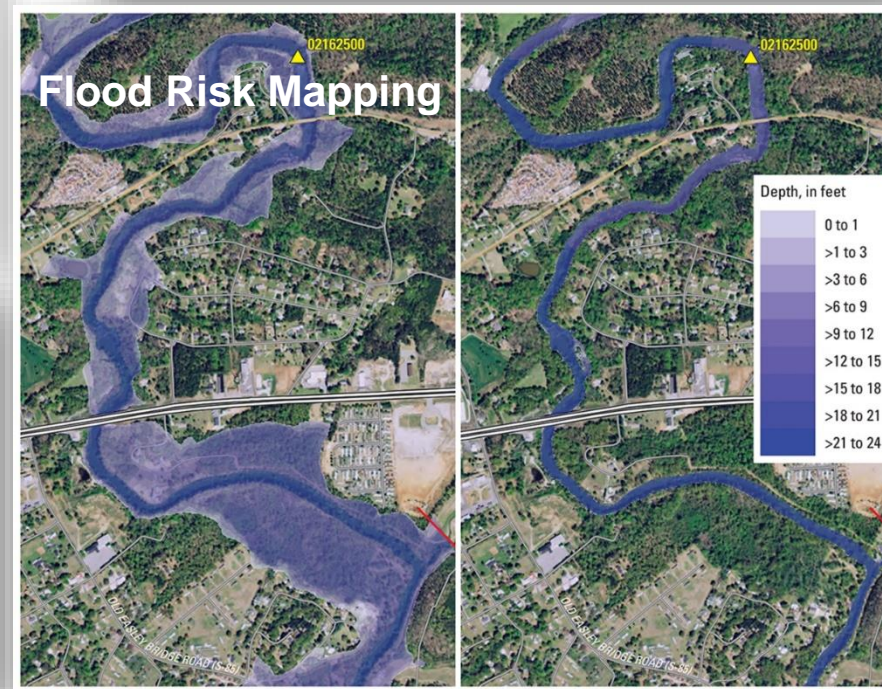 02162500
Flood Risk Mapping
02162500
Depth, in feet
0 to 1
>1 to 3
>3 to 6
>6 to 9
>9 to 12
>12 to 15
>15 to 18
>18 to 21
>21 to 24
OLD EASLEY BRIDGE ROAD (S-85)
OLD EASLEY BRIDGE ROAD (S-85)